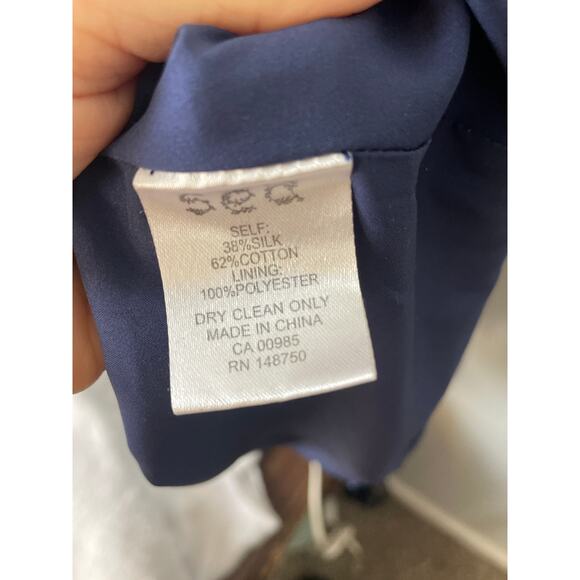 sea
SELF:
38%SILK
62%COTTON
LINING:
100%POLYESTER
DRY CLEAN ONLY
MADE IN CHINA
CA 00985
RN 148750